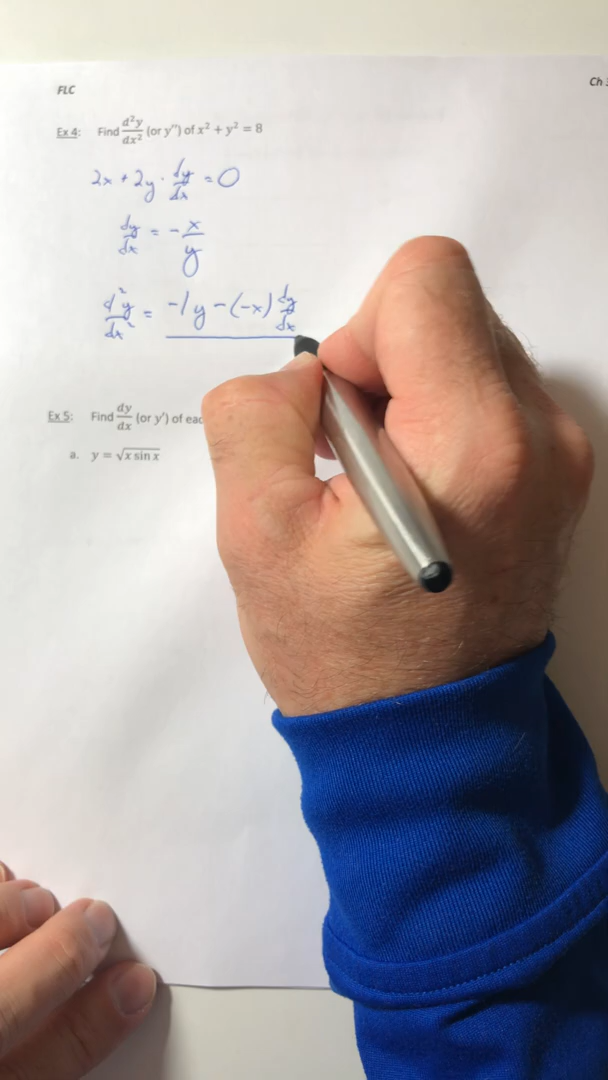 FLC
Ch
Ex 4: Find d²y/dx² (or y″) of x² + y² = 8
2x + 2y · dy/dx = 0
dy/dx = - x/y
d²y/dx² = -1y - (-x) dy/dx
Ex 5: Find dy/dx (or y′) of
a. y = √x sin x